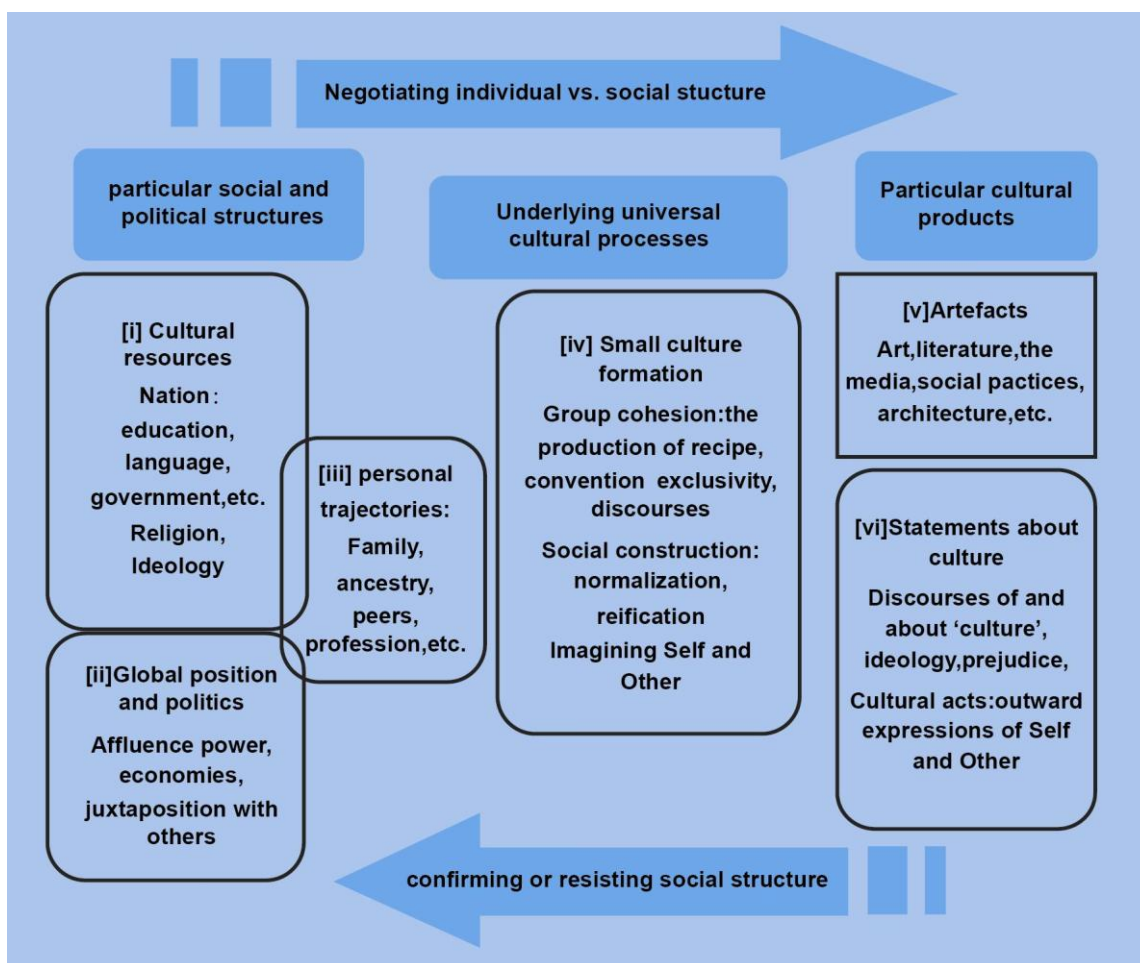 Negotiating individual vs. social stucture
particular social and
political structures
Underlying universal
cultural processes
Particular cultural
products
[i] Cultural
resources
Nation：
education,
language,
government,etc.
Religion,
Ideology
[ii]Global position
and politics
Affluence power,
economies,
juxtaposition with
others
[iii] personal
trajectories:
Family,
ancestry,
peers,
profession,etc.
[iv] Small culture
formation
Group cohesion:the
production of recipe,
convention exclusivity,
discourses
Social construction:
normalization,
reification
Imagining Self and
Other
[v]Artefacts
Art,literature,the
media,social pactices,
architecture,etc.
[vi]Statements about
culture
Discourses of and
about ‘culture’,
ideology,prejudice,
Cultural acts:outward
expressions of Self
and Other
confirming or resisting social structure